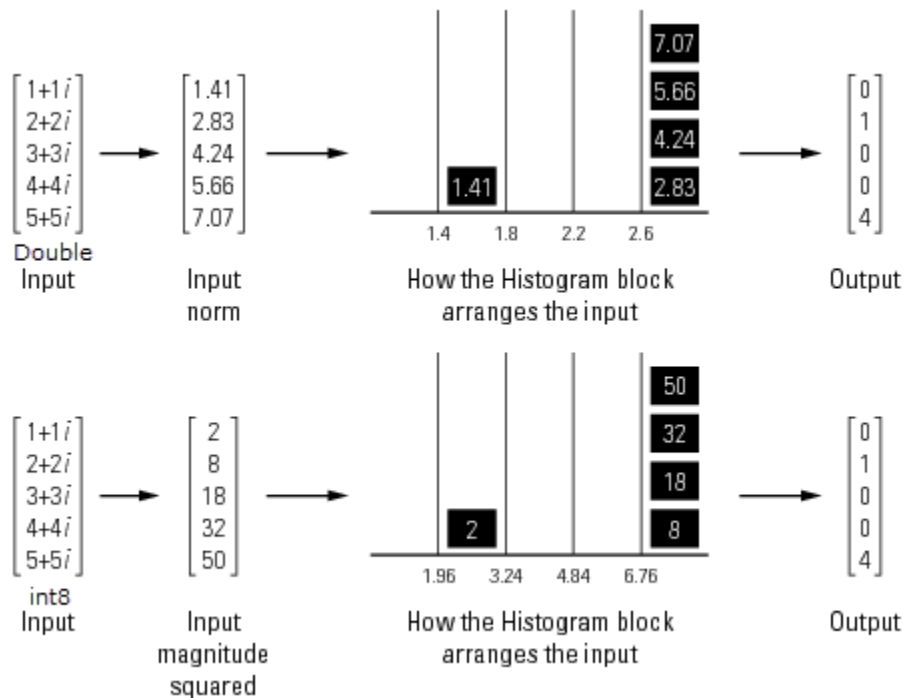 1+1i
2+2i
3+3i
4+4i
5+5i
Double
Input
1.41
2.83
4.24
5.66
7.07
Input
norm
7.07
5.66
4.24
1.41 2.83
1.4 1.8 2.2 2.6
How the Histogram block
arranges the input
0
1
0
0
4
Output
1+1i
2+2i
3+3i
4+4i
5+5i
int8
Input
2
8
18
32
50
Input
magnitude
squared
50
32
18
2 8
1.96 3.24 4.84 6.76
How the Histogram block
arranges the input
0
1
0
0
4
Output